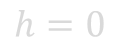 h = 0